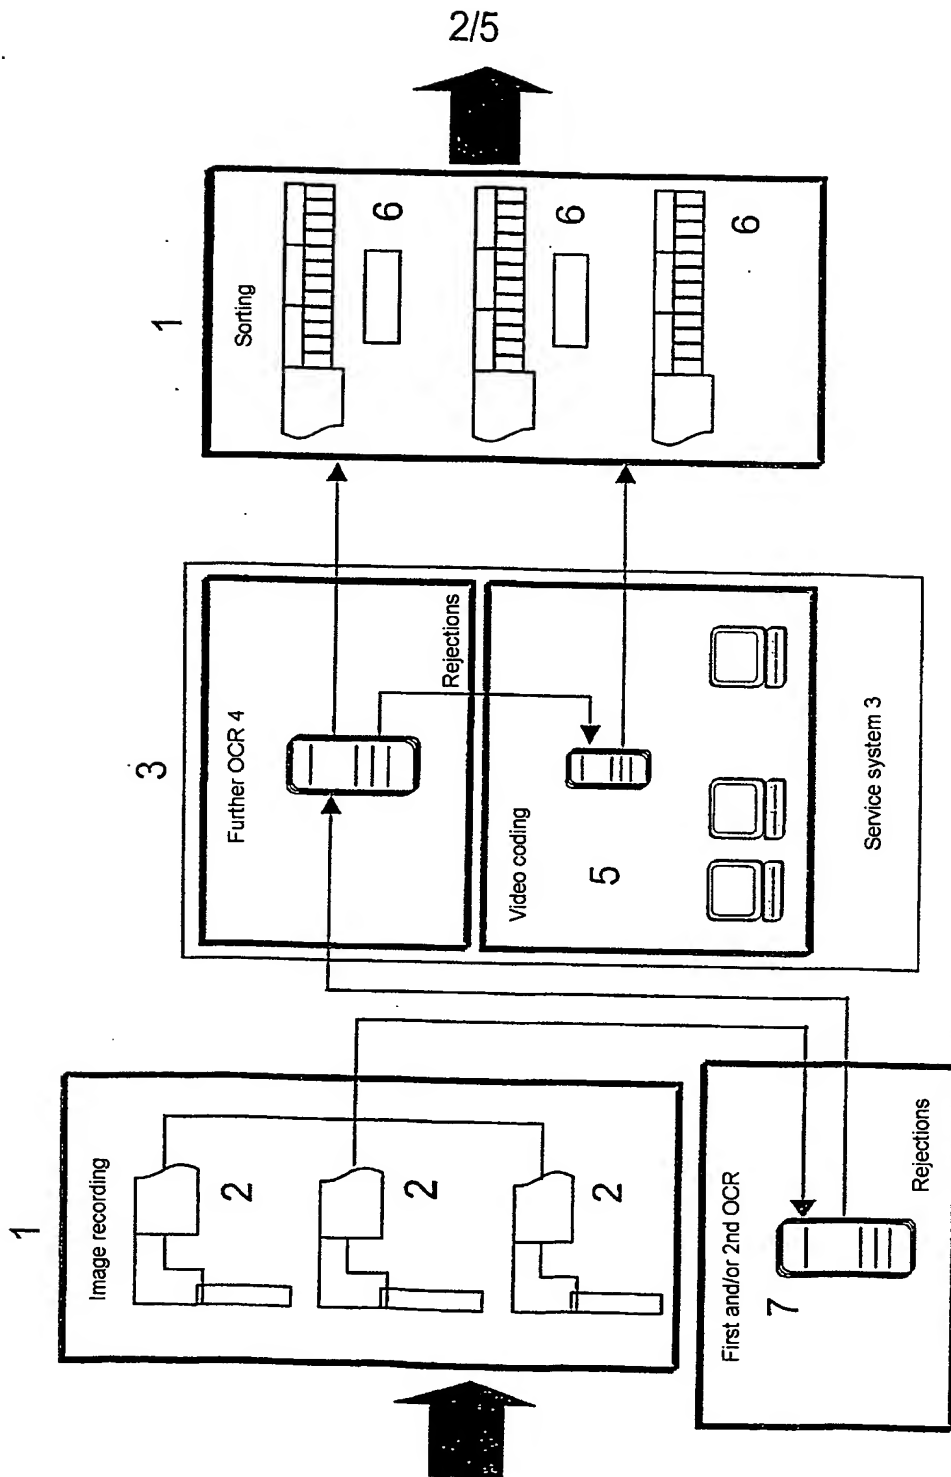 2/5
1
Image recording
2
2
2
First and/or 2nd OCR
7
Rejections
3
Further OCR 4
Rejections
Video coding
5
Service system 3
1
Sorting
6
6
6